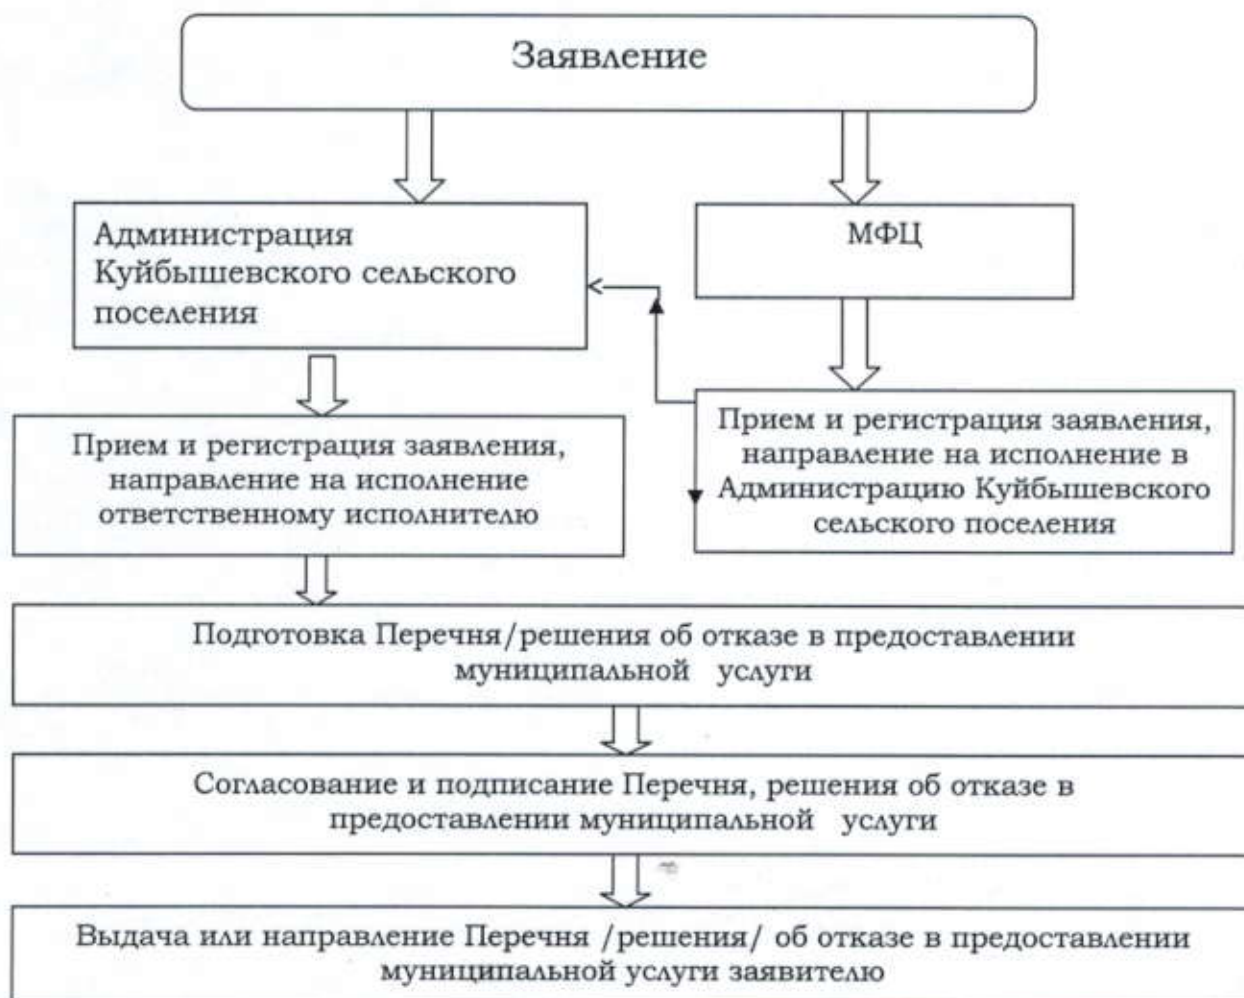 Заявление
Администрация
Куйбышевского сельского
поселения
МФЦ
Прием и регистрация заявления,
направление на исполнение
ответственному исполнителю
Прием и регистрация заявления,
направление на исполнение в
Администрацию Куйбышевского
сельского поселения
Подготовка Перечня/решения об отказе в предоставлении
муниципальной услуги
Согласование и подписание Перечня, решения об отказе в
предоставлении муниципальной услуги
Выдача или направление Перечня /решения/ об отказе в предоставлении
муниципальной услуги заявителю